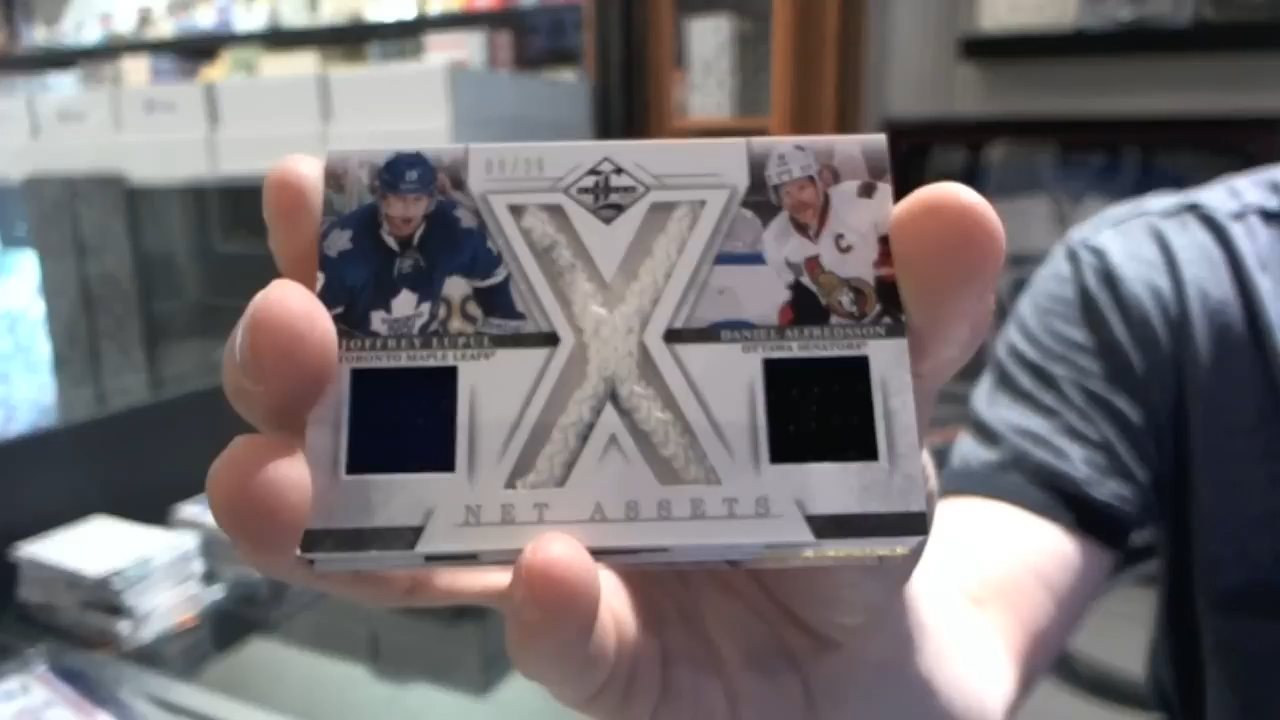 JOFFREY LUPUL
TORONTO MAPLE LEAFS
DANIEL ALFREDSSON
OTTAWA SENATORS
C
NET ASSETS